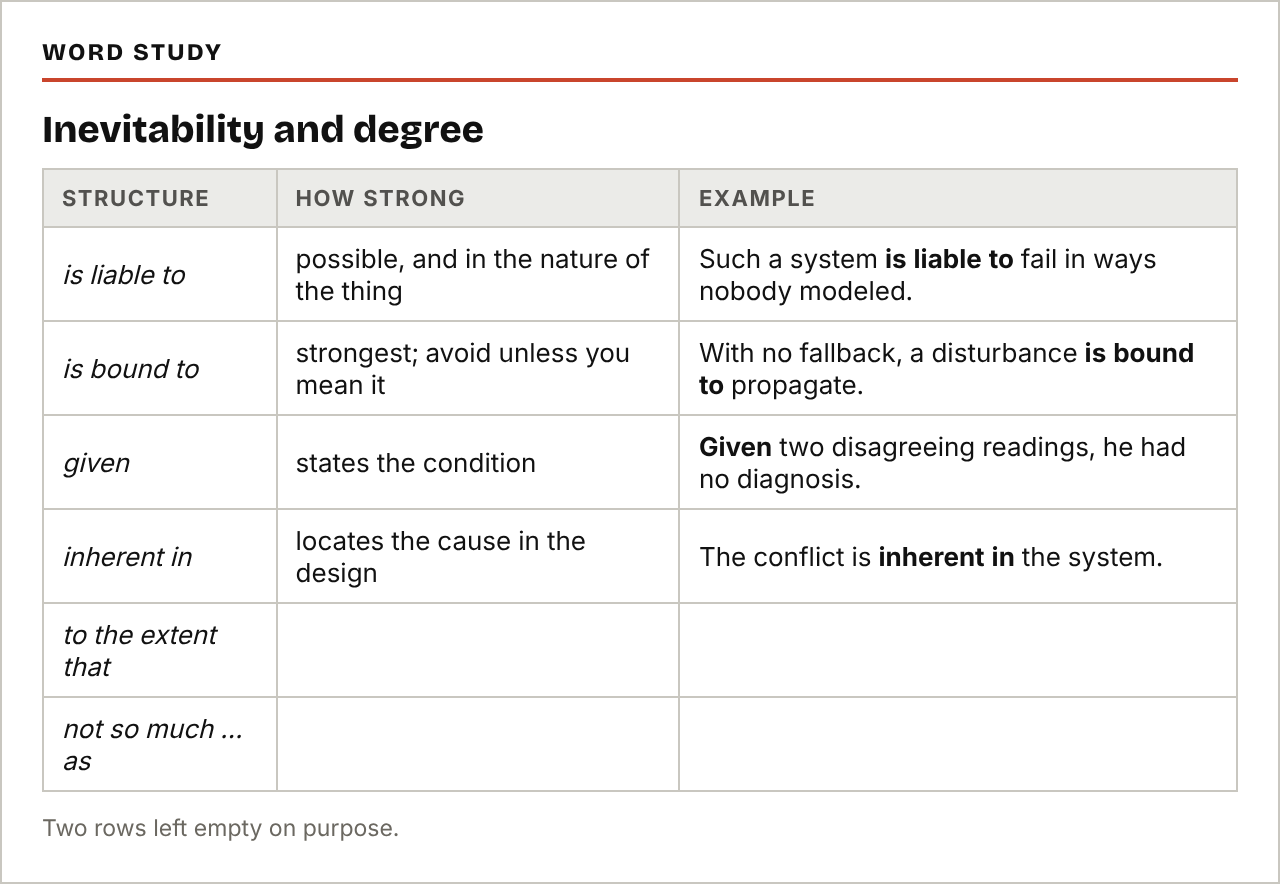 WORD STUDY
Inevitability and degree
STRUCTURE HOW STRONG EXAMPLE
is liable to
possible, and in the nature of
the thing
Such a system is liable to fail in ways
nobody modeled.
is bound to
strongest; avoid unless you
mean it
With no fallback, a disturbance is bound
to propagate.
given
states the condition
Given two disagreeing readings, he had
no diagnosis.
inherent in
locates the cause in the
design
The conflict is inherent in the system.
to the extent
that
not so much ...
as
Two rows left empty on purpose.